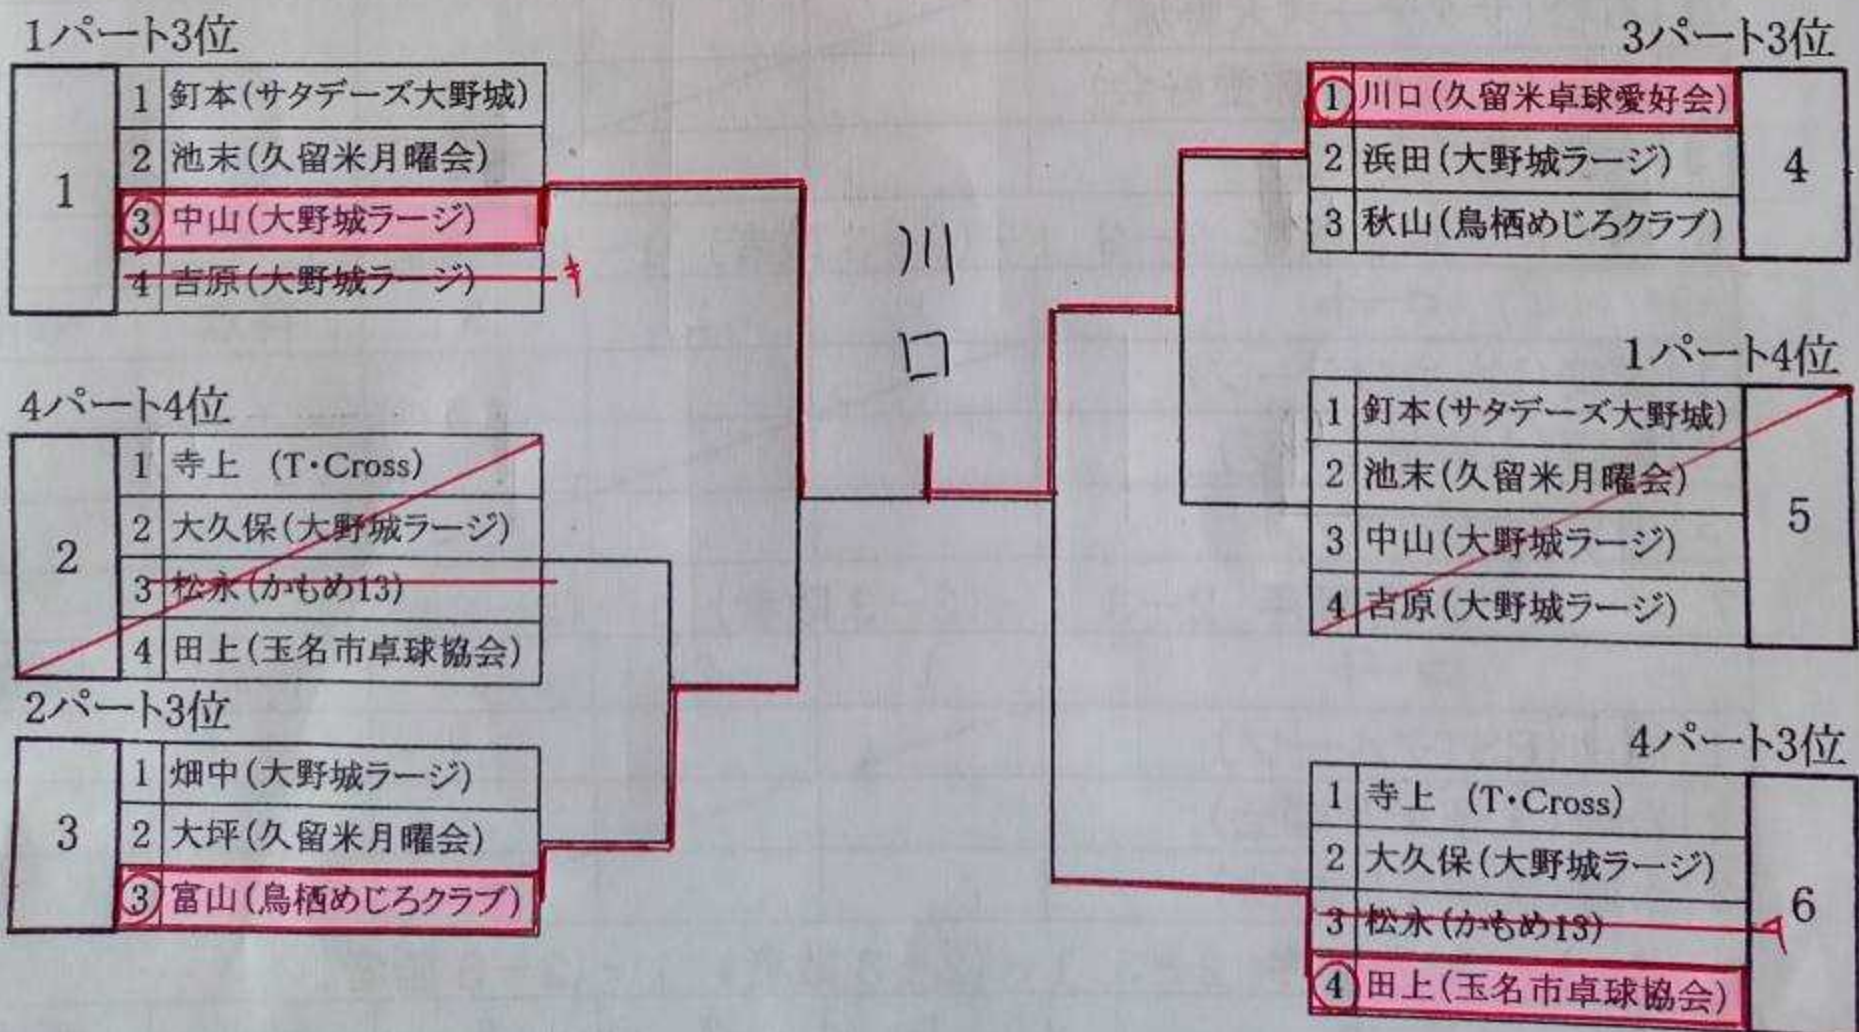 1パート3位
1
1 釘本(サタデーズ大野城)
2 池末(久留米月曜会)
③ 中山(大野城ラージ)
4 吉原(大野城ラージ)
4パート4位
2
1 寺上 (T・Cross)
2 大久保(大野城ラージ)
3 松永(かもめ13)
4 田上(玉名市卓球協会)
2パート3位
3
1 畑中(大野城ラージ)
2 大坪(久留米月曜会)
③ 富山(鳥栖めじろクラブ)
川口
3パート3位
① 川口(久留米卓球愛好会)
2 浜田(大野城ラージ)
3 秋山(鳥栖めじろクラブ)
4
1パート4位
1 釘本(サタデーズ大野城)
2 池末(久留米月曜会)
3 中山(大野城ラージ)
4 吉原(大野城ラージ)
5
4パート3位
1 寺上 (T・Cross)
2 大久保(大野城ラージ)
3 松永(かもめ13)
④ 田上(玉名市卓球協会)
6